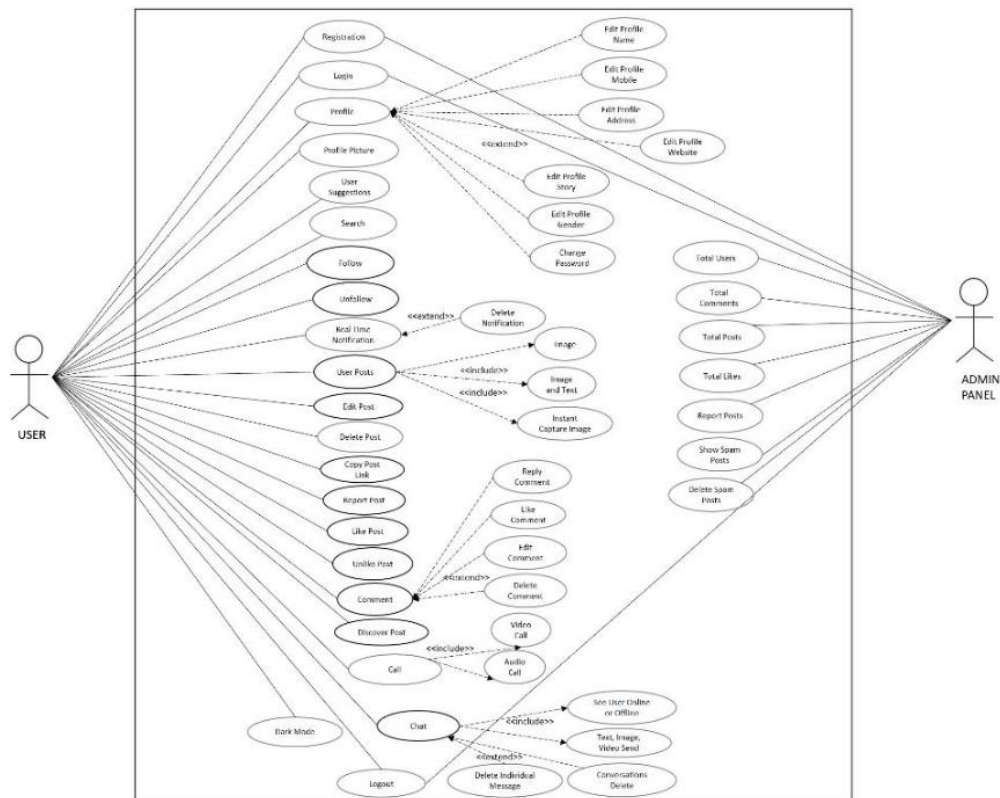 Registration
Login
Profile
Profile Picture
User
Suggestions
Search
Follow
Unfallow
Real Time
Notification
User Posts
Edit Post
Delete Post
Copy Post
Link
Report Post
Like Post
Unlike Post
Comment
Discover Post
Call
Chat
Dark Mode
Logout
USER
Edit Profile
Name
Edit Profile
Mobile
Edit Profile
Address
Edit Profile
Website
<<extend>>
Edit Profile
Story
Edit Profile
Gender
Change
Password
<<extend>>
Delete
Notification
Image
<<include>>
Image
and Text
<<include>>
Instant
Capture Image
Reply
Comment
Like
Comment
Edit
Comment
<<extend>>
Delete
Comment
Video
Call
<<include>>
Audio
Call
See User Online
or Offline
<<include>>
Text, Image,
Video Send
<<extend>>
Delete Individual
Message
Conversations
Delete
Total Users
Total
Comments
Total Posts
Total Likes
Report Posts
Show Spam
Posts
Delete Spam
Posts
ADMIN
PANEL